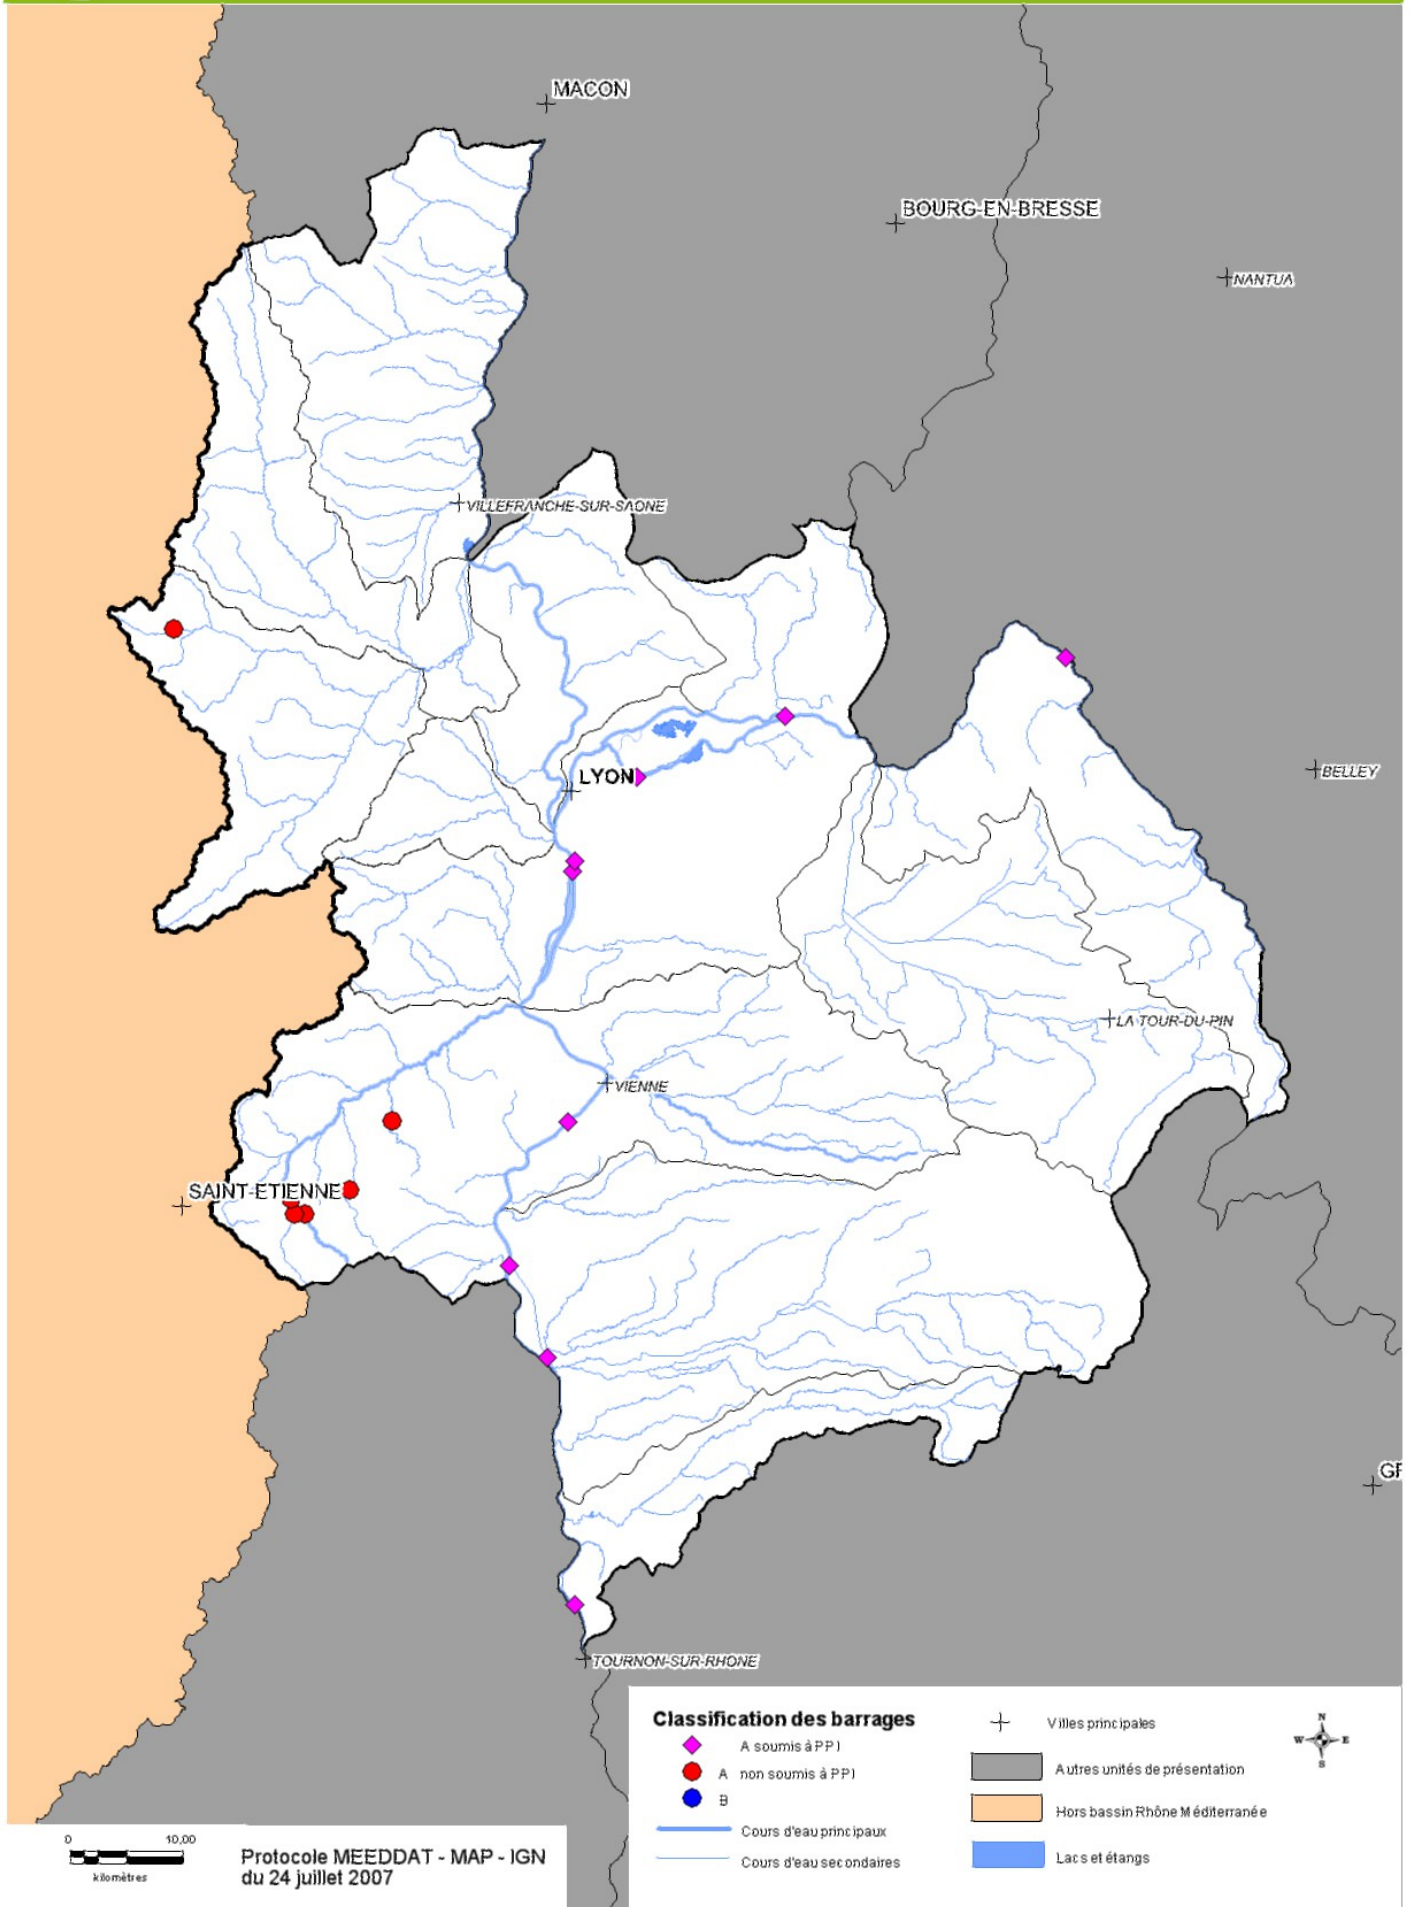 MACON
BOURG-EN-BRESSE
NANTUA
VILLEFRANCHE-SUR-SAONE
LYON
BELLEY
LA TOUR-DU-PIN
VIENNE
SAINT-ETIENNE
GR
TOURNON-SUR-RHONE
Classification des barrages
A soumis à PPI
A non soumis à PPI
B
Cours d'eau principaux
Cours d'eau secondaires
Villes principales
Autres unités de présentation
Hors bassin Rhône Méditerranée
Lacs et étangs
N
W E
S
0 10,00
kilomètres
Protocole MEEDDAT - MAP - IGN
du 24 juillet 2007